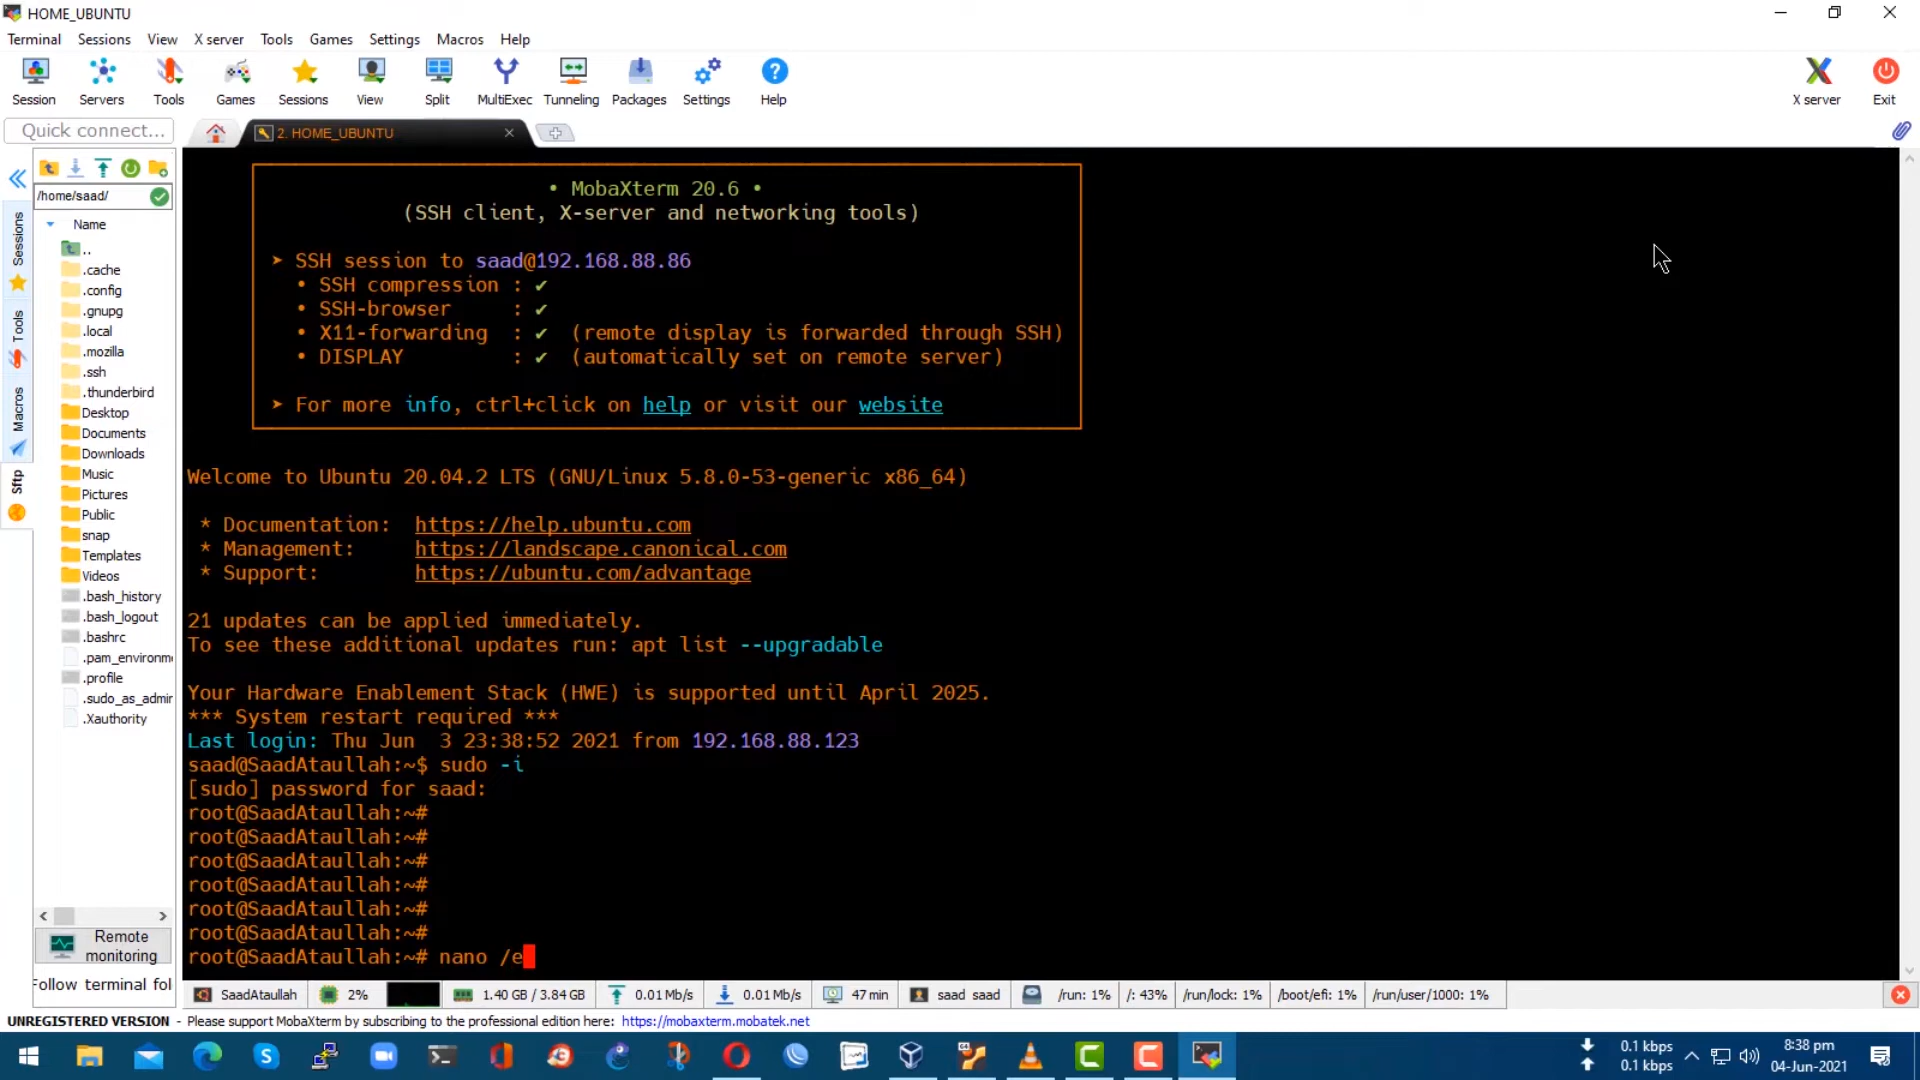 HOME_UBUNTU
Terminal Sessions View X server Tools Games Settings Macros Help
Session Servers Tools Games Sessions View Split MultiExec Tunneling Packages Settings Help X server Exit
Quick connect...
2. HOME_UBUNTU
/home/saad/
Name
..
.cache
.config
.gnupg
.local
.mozilla
.ssh
.thunderbird
Desktop
Documents
Downloads
Music
Pictures
Public
snap
Templates
Videos
.bash_history
.bash_logout
.bashrc
.pam_environm
.profile
.sudo_as_admir
.Xauthority
Sessions
Tools
Macros
Sftp
Remote
monitoring
Follow terminal fol
• MobaXterm 20.6 •
(SSH client, X-server and networking tools)
➤ SSH session to saad@192.168.88.86
• SSH compression : ✔
• SSH-browser     : ✔
• X11-forwarding  : ✔  (remote display is forwarded through SSH)
• DISPLAY         : ✔  (automatically set on remote server)
➤ For more info, ctrl+click on help or visit our website
Welcome to Ubuntu 20.04.2 LTS (GNU/Linux 5.8.0-53-generic x86_64)
* Documentation:  https://help.ubuntu.com
* Management:     https://landscape.canonical.com
* Support:        https://ubuntu.com/advantage
21 updates can be applied immediately.
To see these additional updates run: apt list --upgradable
Your Hardware Enablement Stack (HWE) is supported until April 2025.
*** System restart required ***
Last login: Thu Jun  3 23:38:52 2021 from 192.168.88.123
saad@SaadAtaullah:~$ sudo -i
[sudo] password for saad:
root@SaadAtaullah:~#
root@SaadAtaullah:~#
root@SaadAtaullah:~#
root@SaadAtaullah:~#
root@SaadAtaullah:~#
root@SaadAtaullah:~#
root@SaadAtaullah:~# nano /e
SaadAtaullah 2% 1.40 GB / 3.84 GB 0.01 Mb/s 0.01 Mb/s 47 min saad saad /run: 1% /: 43% /run/lock: 1% /boot/efi: 1% /run/user/1000: 1%
UNREGISTERED VERSION - Please support MobaXterm by subscribing to the professional edition here: https://mobaxterm.mobatek.net
0.1 kbps
0.1 kbps
8:38 pm
04-Jun-2021